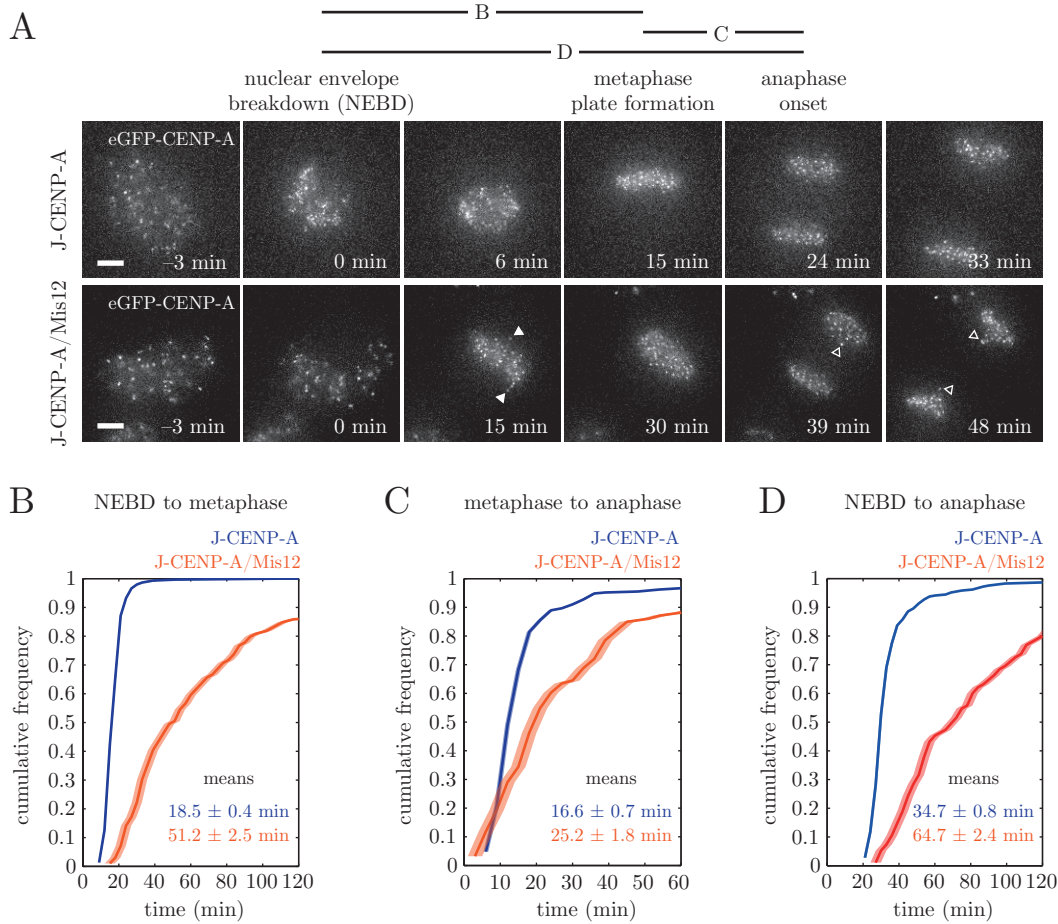 A
B
C
D
nuclear envelope
breakdown (NEBD)
metaphase
plate formation
anaphase
onset
J-CENP-A
eGFP-CENP-A
–3 min
0 min
6 min
15 min
24 min
33 min
J-CENP-A/Mis12
eGFP-CENP-A
–3 min
0 min
15 min
30 min
39 min
48 min
B
NEBD to metaphase
J-CENP-A
J-CENP-A/Mis12
cumulative frequency
1
0.9
0.8
0.7
0.6
0.5
0.4
0.3
0.2
0.1
0
means
18.5 ± 0.4 min
51.2 ± 2.5 min
0 20 40 60 80 100 120
time (min)
C
metaphase to anaphase
J-CENP-A
J-CENP-A/Mis12
cumulative frequency
1
0.9
0.8
0.7
0.6
0.5
0.4
0.3
0.2
0.1
0
means
16.6 ± 0.7 min
25.2 ± 1.8 min
0 10 20 30 40 50 60
time (min)
D
NEBD to anaphase
J-CENP-A
J-CENP-A/Mis12
cumulative frequency
1
0.9
0.8
0.7
0.6
0.5
0.4
0.3
0.2
0.1
0
means
34.7 ± 0.8 min
64.7 ± 2.4 min
0 20 40 60 80 100 120
time (min)